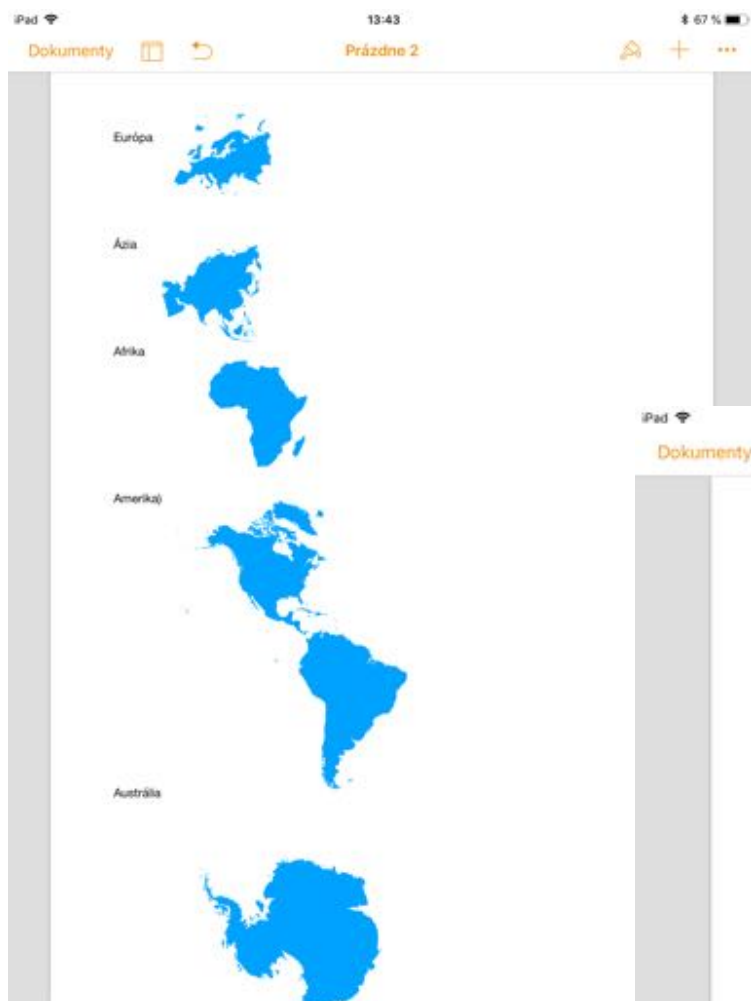 iPad
13:43
67 %
Dokumenty
Prázdne 2
Európa
Ázia
Afrika
Amerika)
Austrália
iPad
Dokumenty